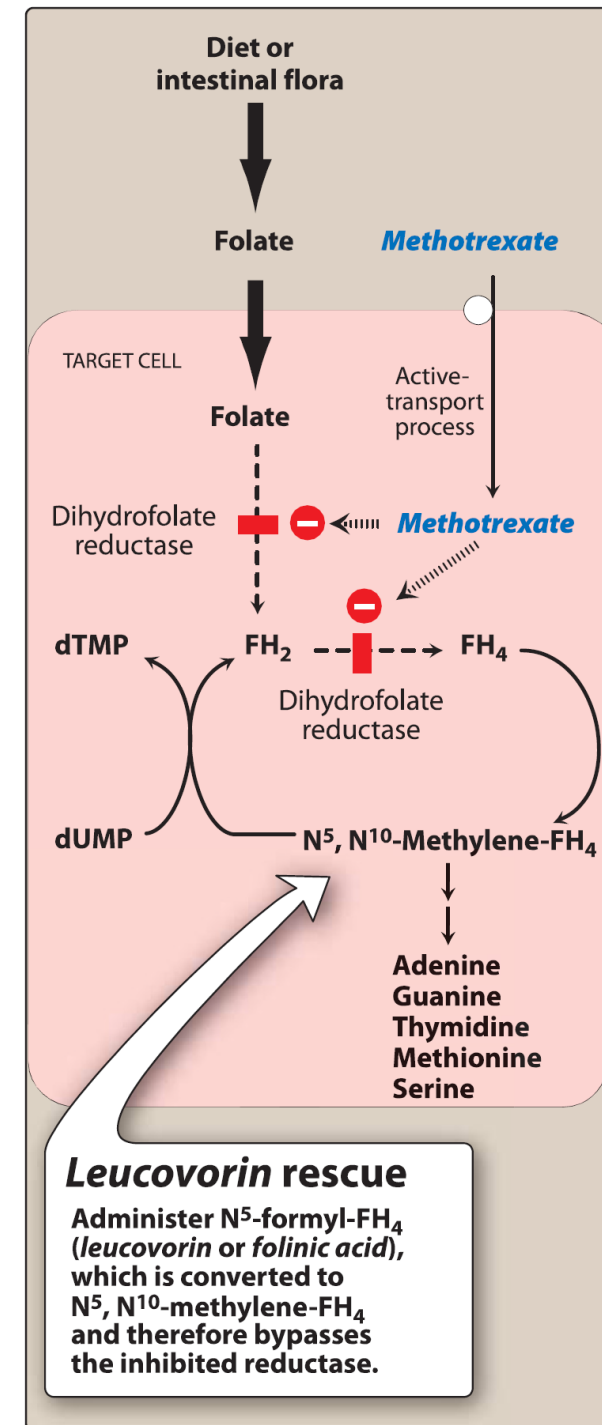 Diet or
intestinal flora
Folate
Methotrexate
TARGET CELL
Active-
transport
process
Folate
Dihydrofolate
reductase
Methotrexate
dTMP
FH₂
FH₄
Dihydrofolate
reductase
dUMP
N⁵, N¹⁰-Methylene-FH₄
Adenine
Guanine
Thymidine
Methionine
Serine
Leucovorin rescue
Administer N⁵-formyl-FH₄
(leucovorin or folinic acid),
which is converted to
N⁵, N¹⁰-methylene-FH₄
and therefore bypasses
the inhibited reductase.